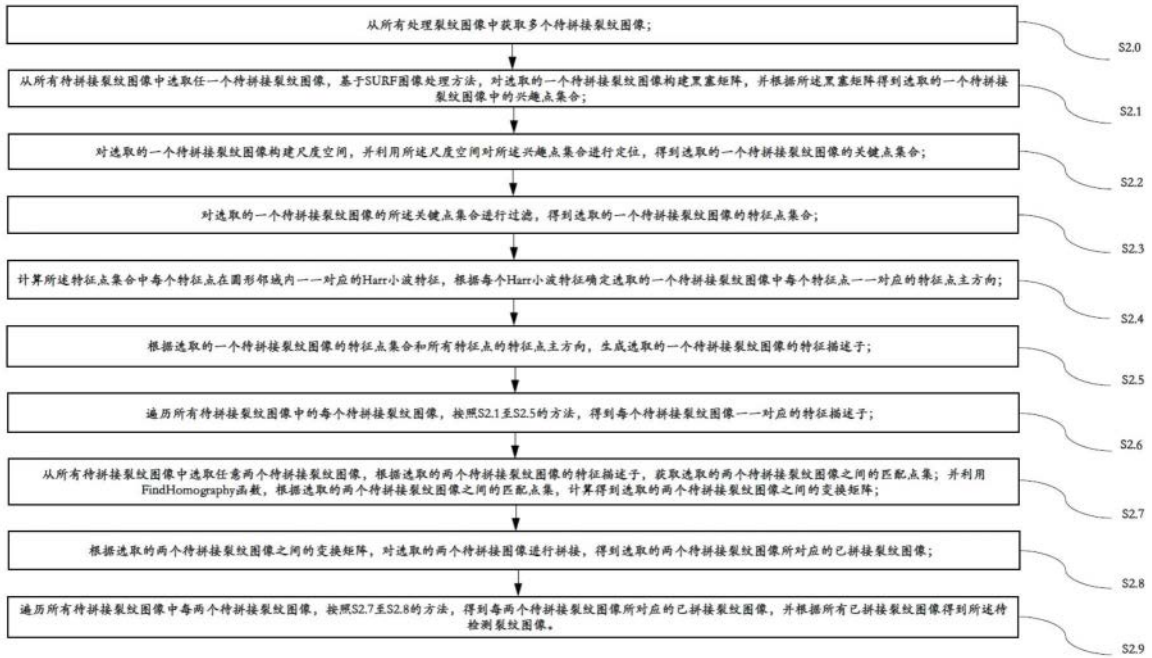 从所有处理裂纹图像中获取多个待拼接裂纹图像；
S2.0
从所有待拼接裂纹图像中选取任一个待拼接裂纹图像，基于SURF图像处理方法，对选取的一个待拼接裂纹图像构建黑塞矩阵，并根据所述黑塞矩阵得到选取的一个待拼接
裂纹图像中的兴趣点集合；
S2.1
对选取的一个待拼接裂纹图像构建尺度空间，并利用所述尺度空间对所述兴趣点集合进行定位，得到选取的一个待拼接裂纹图像的关键点集合；
S2.2
对选取的一个待拼接裂纹图像的所述关键点集合进行过滤，得到选取的一个待拼接裂纹图像的特征点集合；
S2.3
计算所述特征点集合中每个特征点在圆形邻域内一一对应的Harr小波特征，根据每个Harr小波特征确定选取的一个待拼接裂纹图像中每个特征点一一对应的特征点主方向；
S2.4
根据选取的一个待拼接裂纹图像的特征点集合和所有特征点的特征点主方向，生成选取的一个待拼接裂纹图像的特征描述子；
S2.5
遍历所有待拼接裂纹图像中的每个待拼接裂纹图像，按照S2.1至S2.5的方法，得到每个待拼接裂纹图像一一对应的特征描述子；
S2.6
从所有待拼接裂纹图像中选取任意两个待拼接裂纹图像，根据选取的两个待拼接裂纹图像的特征描述子，获取选取的两个待拼接裂纹图像之间的匹配点集；并利用
FindHomography函数，根据选取的两个待拼接裂纹图像之间的匹配点集，计算得到选取的两个待拼接裂纹图像之间的变换矩阵；
S2.7
根据选取的两个待拼接裂纹图像之间的变换矩阵，对选取的两个待拼接图像进行拼接，得到选取的两个待拼接裂纹图像所对应的已拼接裂纹图像；
S2.8
遍历所有待拼接裂纹图像中每两个待拼接裂纹图像，按照S2.7至S2.8的方法，得到每两个待拼接裂纹图像所对应的已拼接裂纹图像，并根据所有已拼接裂纹图像得到所述待
检测裂纹图像。
S2.9